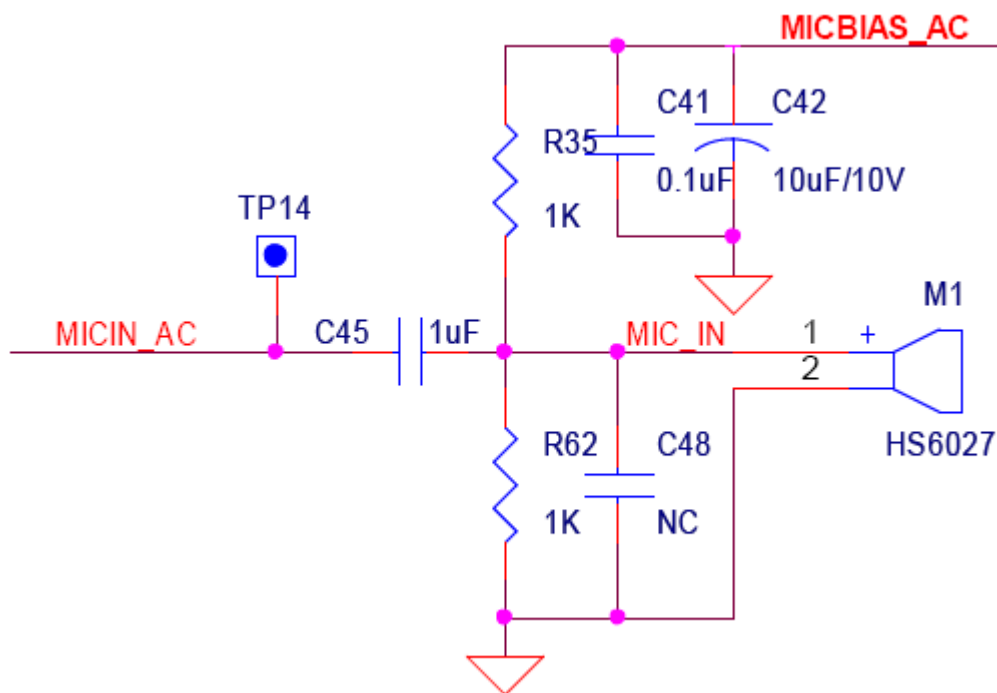 MICBIAS_AC
C41
C42
R35
0.1uF
10uF/10V
TP14
1K
M1
MICIN_AC
C45
1uF
MIC_IN
1
+
2
R62
C48
HS6027
1K
NC